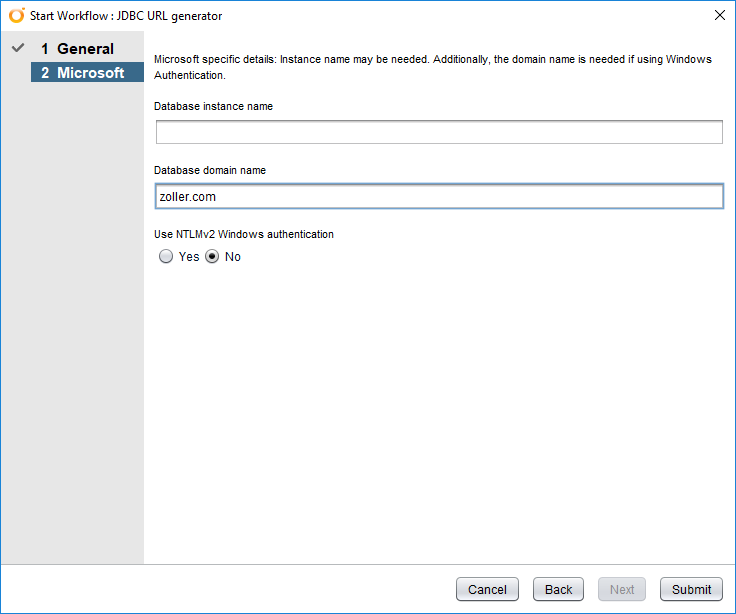 Start Workflow : JDBC URL generator
1 General
2 Microsoft
Microsoft specific details: Instance name may be needed. Additionally, the domain name is needed if using Windows
Authentication.
Database instance name
Database domain name
zoller.com
Use NTLMv2 Windows authentication
Yes No
Cancel Back Next Submit